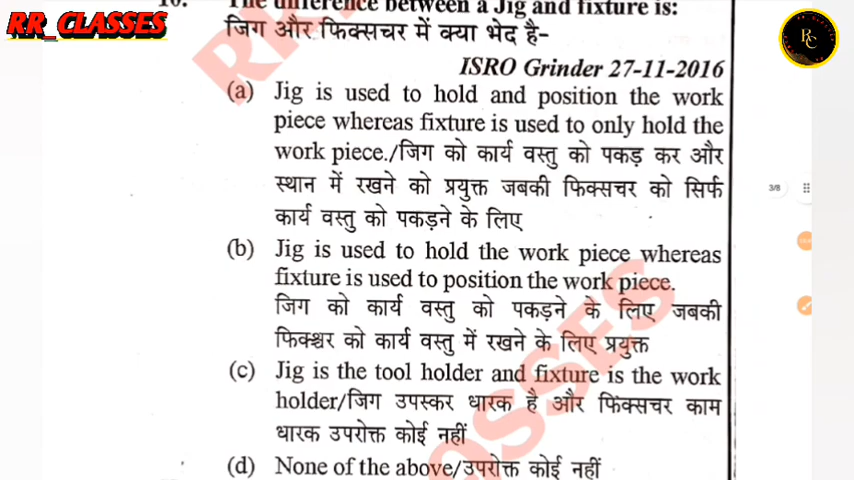 RR_CLASSES
The difference between a Jig and fixture is:
जिग और फिक्सचर में क्या भेद है-
RC
ISRO Grinder 27-11-2016
(a) Jig is used to hold and position the work
piece whereas fixture is used to only hold the
work piece./जिग को कार्य वस्तु को पकड़ कर और
स्थान में रखने को प्रयुक्त जबकी फिक्सचर को सिर्फ
कार्य वस्तु को पकड़ने के लिए
3/8
(b) Jig is used to hold the work piece whereas
fixture is used to position the work piece.
जिग को कार्य वस्तु को पकड़ने के लिए जबकी
फिक्श्चर को कार्य वस्तु में रखने के लिए प्रयुक्त
(c) Jig is the tool holder and fixture is the work
holder/जिग उपस्कर धारक है और फिक्सचर काम
धारक उपरोक्त कोई नहीं
(d) None of the above/उपरोक्त कोई नहीं